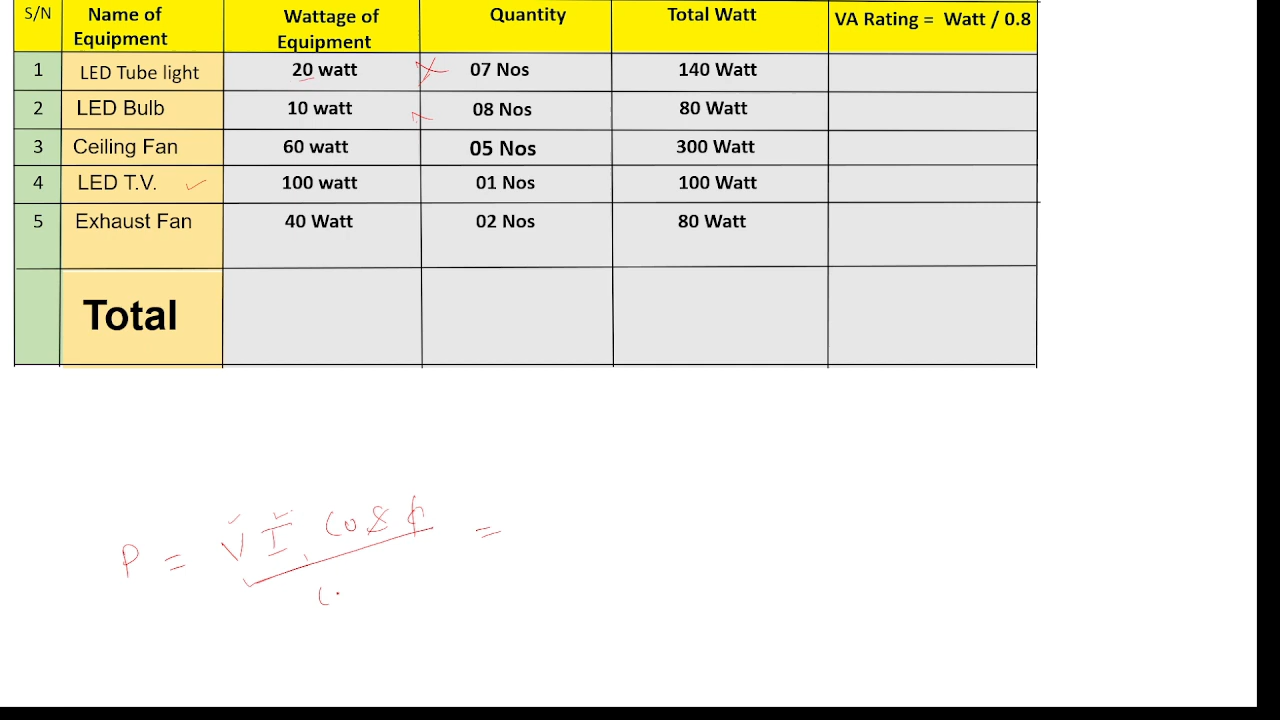 S/N Name of Equipment Wattage of Equipment Quantity Total Watt VA Rating = Watt / 0.8
1 LED Tube light 20 watt 07 Nos 140 Watt
2 LED Bulb 10 watt 08 Nos 80 Watt
3 Ceiling Fan 60 watt 05 Nos 300 Watt
4 LED T.V. 100 watt 01 Nos 100 Watt
5 Exhaust Fan 40 Watt 02 Nos 80 Watt
Total
P = V I Cos ϕ =